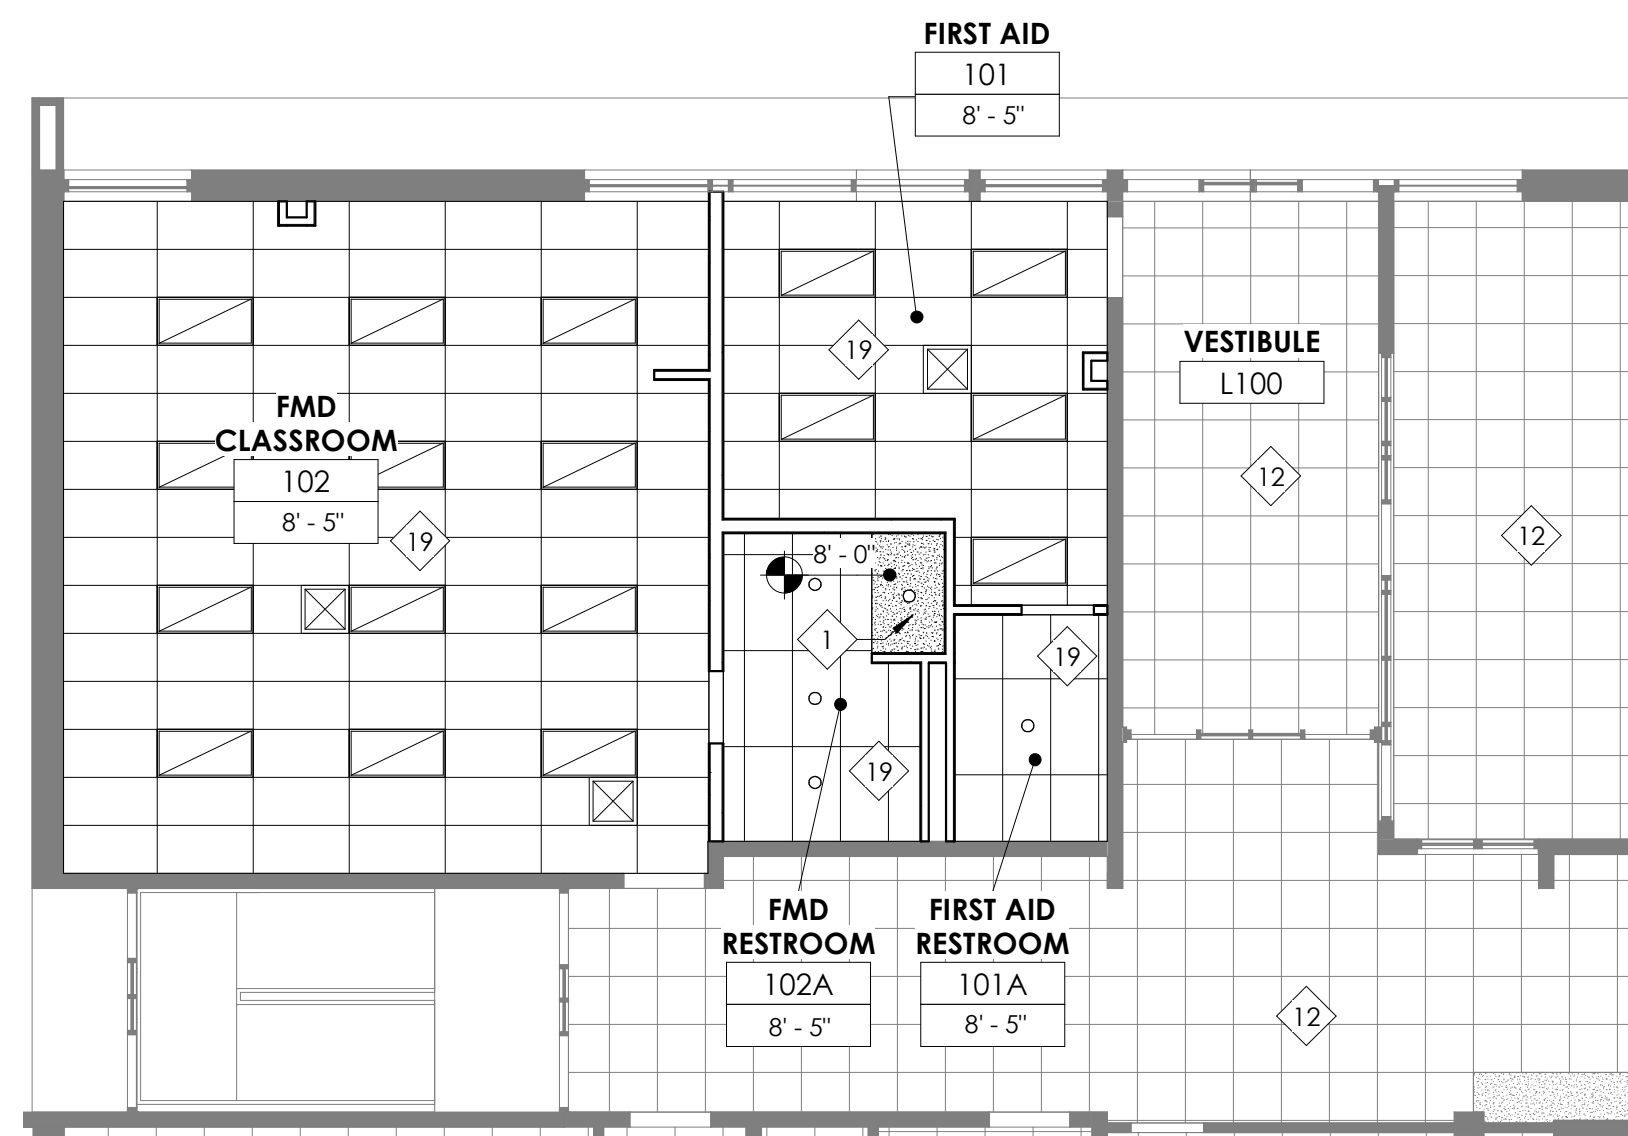 FIRST AID
101
8' - 5"
19
VESTIBULE
L100
FMD
CLASSROOM
102
8' - 5"
19
12
12
8' - 0"
1
19
19
FMD
RESTROOM
102A
8' - 5"
FIRST AID
RESTROOM
101A
8' - 5"
12